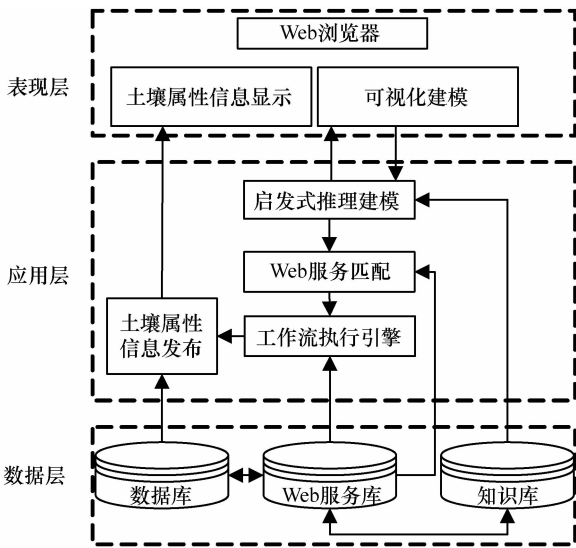 Web浏览器
表现层
土壤属性信息显示
可视化建模
启发式推理建模
应用层
Web服务匹配
土壤属性
信息发布
工作流执行引擎
数据层
数据库
Web服务库
知识库